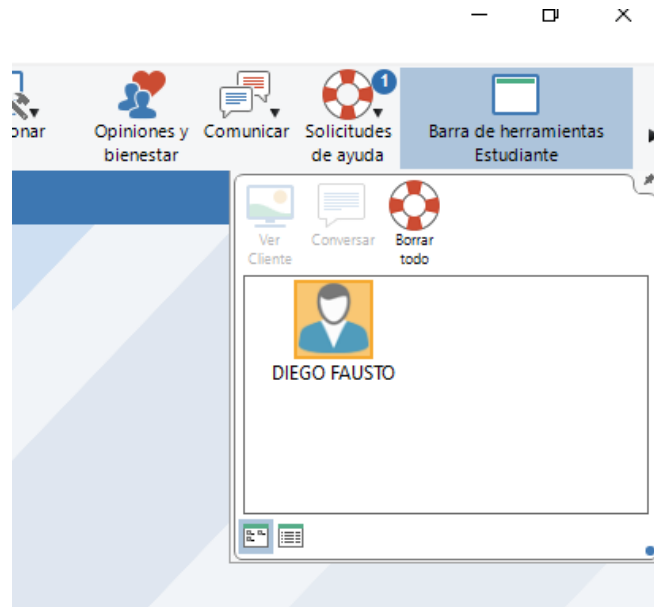 onar
Opiniones y
bienestar
Comunicar
1
Solicitudes
de ayuda
Barra de herramientas
Estudiante
Ver
Cliente
Conversar
Borrar
todo
DIEGO FAUSTO